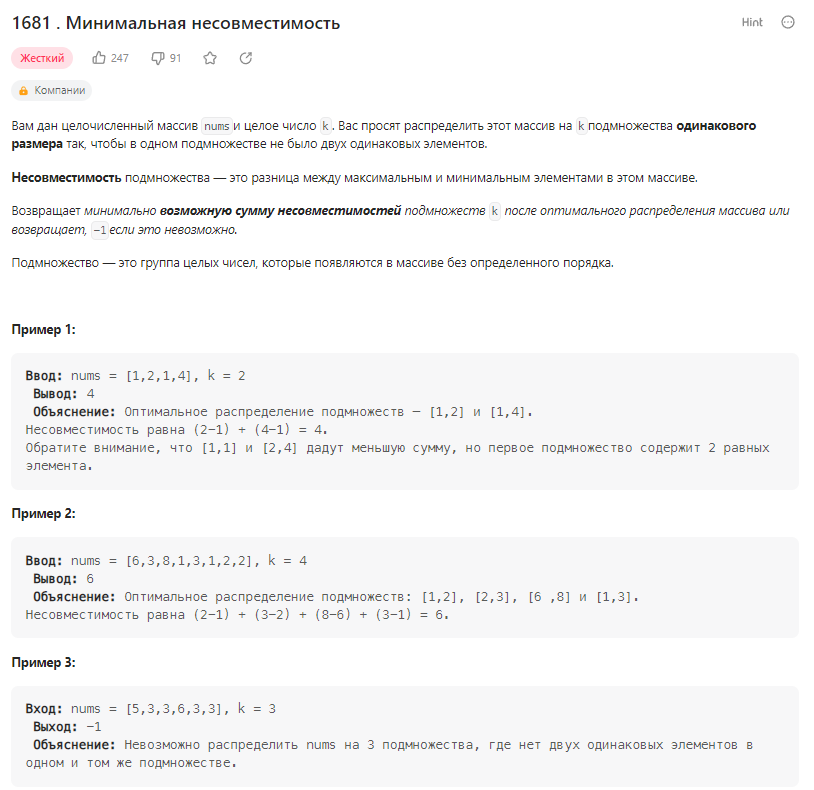 1681 . Минимальная несовместимость
Hint
Жесткий 247 91
Компании
Вам дан целочисленный массив nums и целое число k . Вас просят распределить этот массив на k подмножества одинакового
размера так, чтобы в одном подмножестве не было двух одинаковых элементов.
Несовместимость подмножества — это разница между максимальным и минимальным элементами в этом массиве.
Возвращает минимально возможную сумму несовместимостей подмножеств k после оптимального распределения массива или
возвращает, -1 если это невозможно.
Подмножество — это группа целых чисел, которые появляются в массиве без определенного порядка.
Пример 1:
Ввод: nums = [1,2,1,4], k = 2
Вывод: 4
Объяснение: Оптимальное распределение подмножеств — [1,2] и [1,4].
Несовместимость равна (2-1) + (4-1) = 4.
Обратите внимание, что [1,1] и [2,4] дадут меньшую сумму, но первое подмножество содержит 2 равных
элемента.
Пример 2:
Ввод: nums = [6,3,8,1,3,1,2,2], k = 4
Вывод: 6
Объяснение: Оптимальное распределение подмножеств: [1,2], [2,3], [6 ,8] и [1,3].
Несовместимость равна (2-1) + (3-2) + (8-6) + (3-1) = 6.
Пример 3:
Вход: nums = [5,3,3,6,3,3], k = 3
Выход: -1
Объяснение: Невозможно распределить nums на 3 подмножества, где нет двух одинаковых элементов в
одном и том же подмножестве.